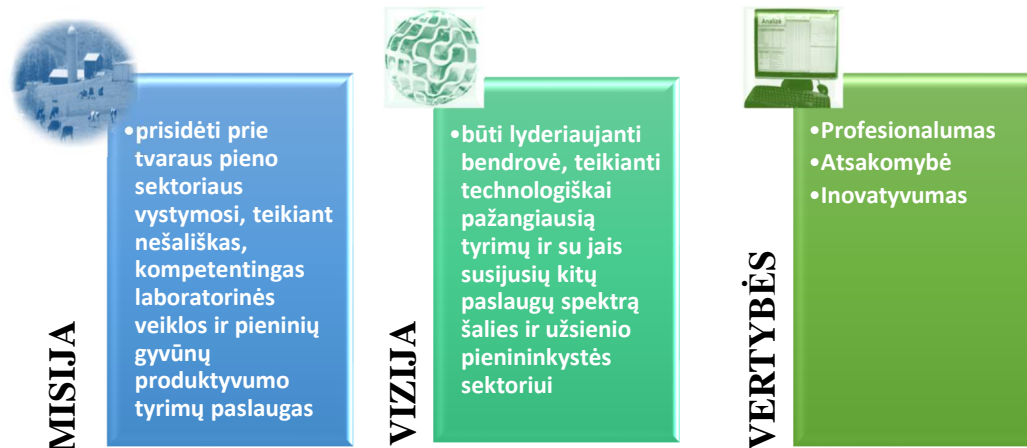 MISIJA
•prisidėti prie
tvaraus pieno
sektoriaus
vystymosi, teikiant
nešališkas,
kompetentingas
laboratorinės
veiklos ir pieninių
gyvūnų
produktyvumo
tyrimų paslaugas
VIZIJA
•būti lyderiaujanti
bendrovė, teikianti
technologiškai
pažangiausią
tyrimų ir su jais
susijusių kitų
paslaugų spektrą
šalies ir užsienio
pienininkystės
sektoriui
Analizė
VERTYBĖS
•Profesionalumas
•Atsakomybė
•Inovatyvumas